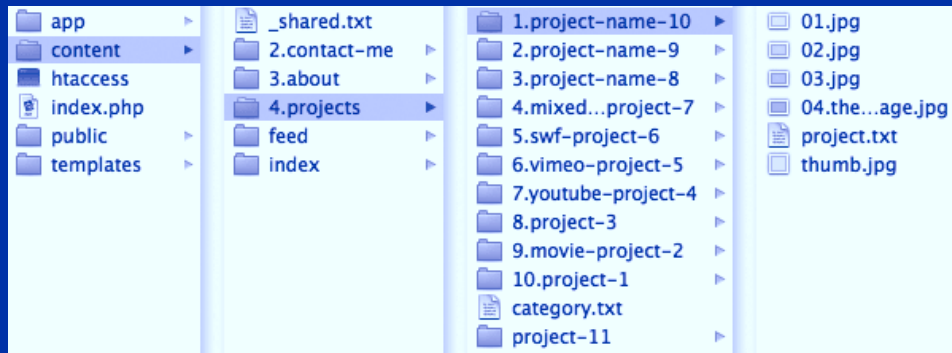 app
content
htaccess
index.php
public
templates
_shared.txt
2.contact-me
3.about
4.projects
feed
index
1.project-name-10
2.project-name-9
3.project-name-8
4.mixed...project-7
5.swf-project-6
6.vimeo-project-5
7.youtube-project-4
8.project-3
9.movie-project-2
10.project-1
category.txt
project-11
01.jpg
02.jpg
03.jpg
04.the...age.jpg
project.txt
thumb.jpg